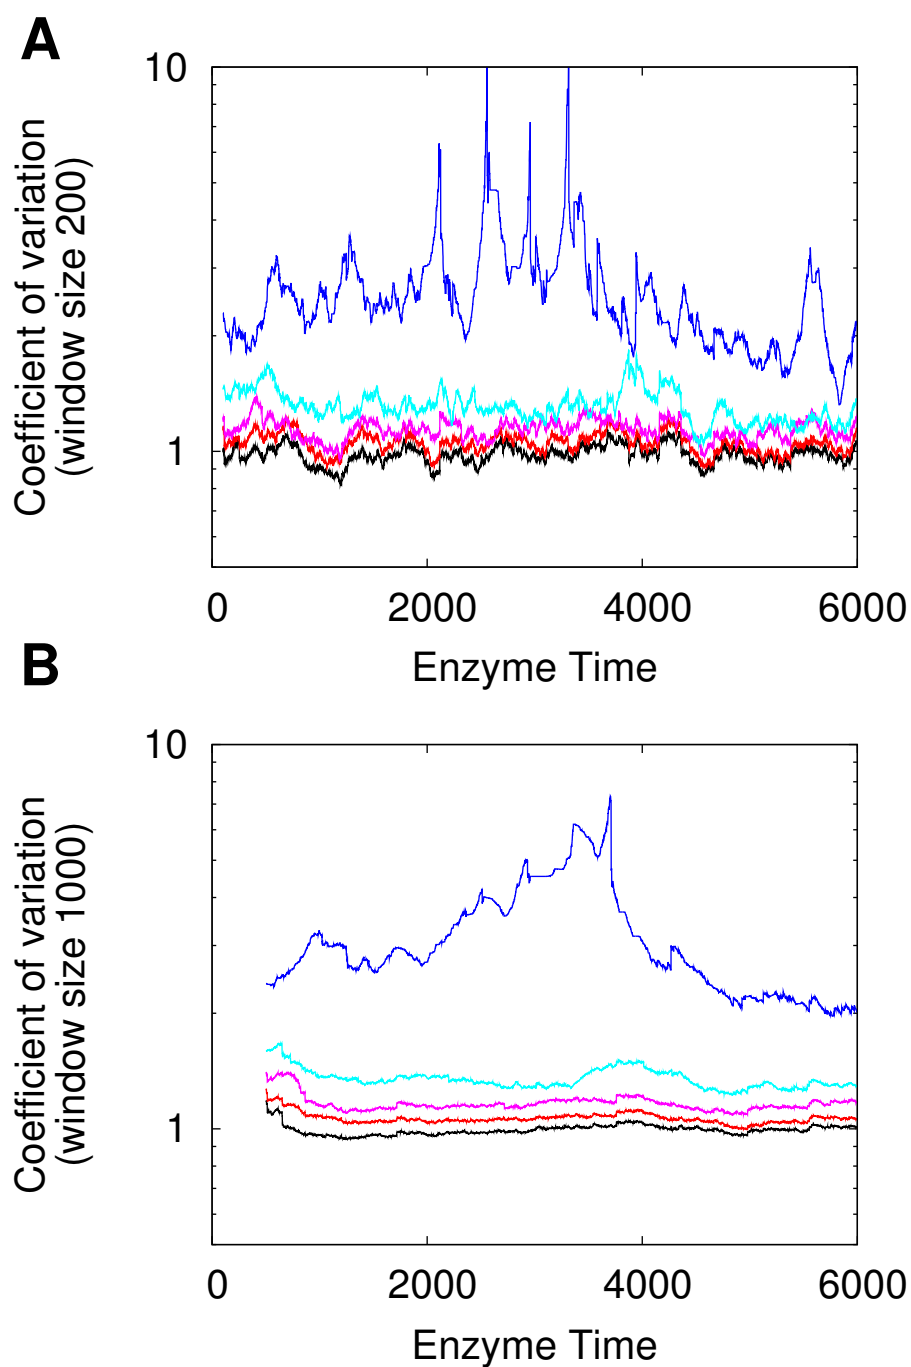 A
10
1
Coefficient of variation
(window size 200)
0 2000 4000 6000
Enzyme Time
B
10
1
Coefficient of variation
(window size 1000)
0 2000 4000 6000
Enzyme Time